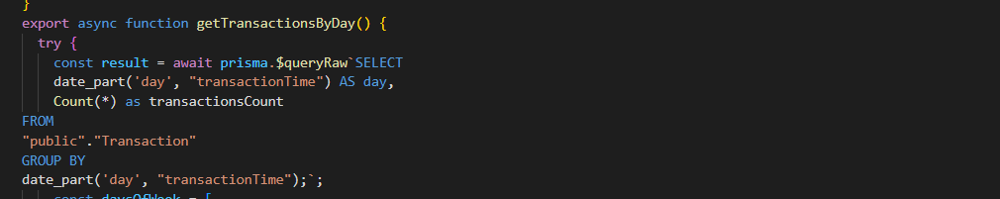 }
export async function getTransactionsByDay() {
try {
const result = await prisma.$queryRaw`SELECT
date_part('day', "transactionTime") AS day,
Count(*) as transactionsCount
FROM
"public"."Transaction"
GROUP BY
date_part('day', "transactionTime");`;
const daysOfWeek = [